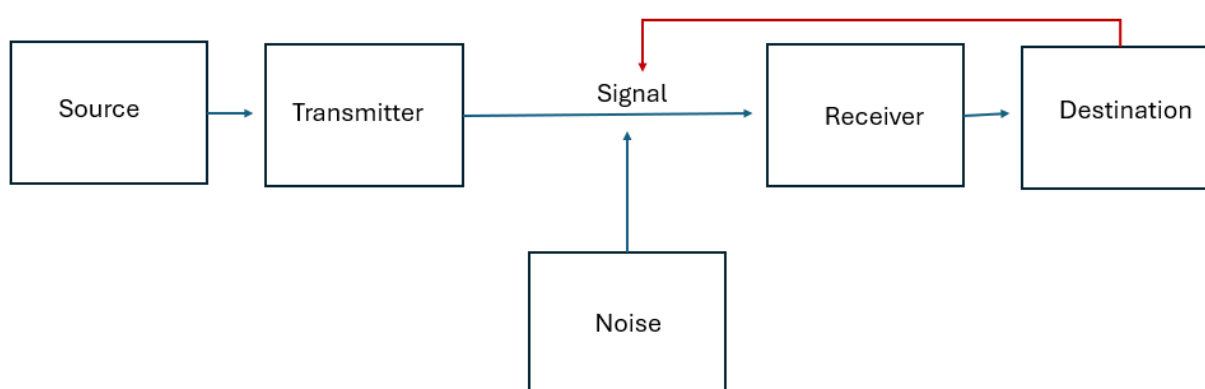 Source
Transmitter
Signal
Receiver
Destination
Noise